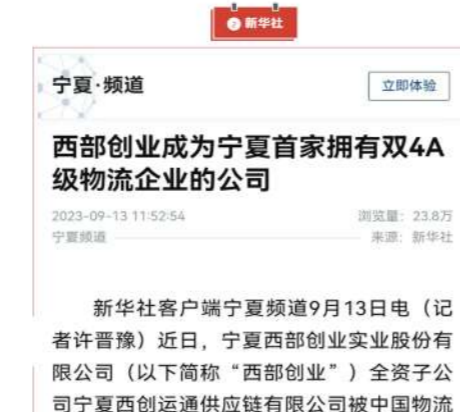 新华社
宁夏·频道
立即体验
西部创业成为宁夏首家拥有双4A
级物流企业的公司
2023-09-13 11:52:54
浏览量：23.8万
宁夏频道
来源：新华社
新华社客户端宁夏频道9月13日电（记
者许晋豫）近日，宁夏西部创业实业股份有
限公司（以下简称“西部创业”）全资子公
司宁夏西创运通供应链有限公司被中国物流